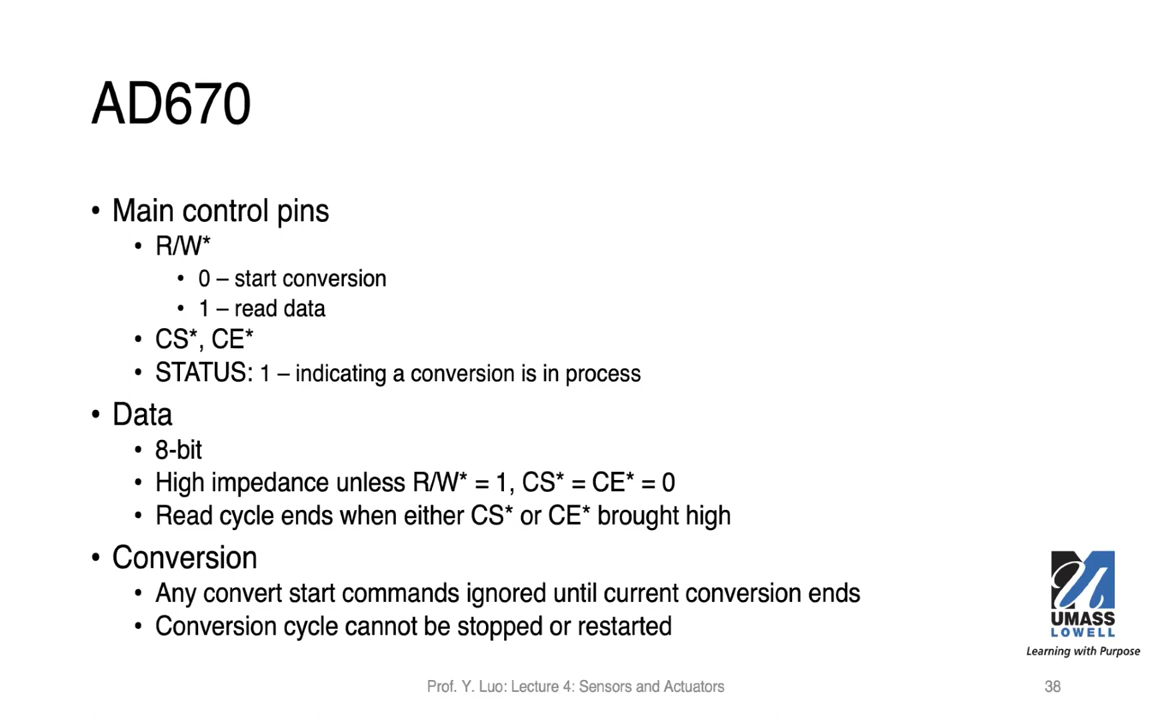 AD670
• Main control pins
• R/W*
• 0 – start conversion
• 1 – read data
• CS*, CE*
• STATUS: 1 – indicating a conversion is in process
• Data
• 8-bit
• High impedance unless R/W* = 1, CS* = CE* = 0
• Read cycle ends when either CS* or CE* brought high
• Conversion
• Any convert start commands ignored until current conversion ends
• Conversion cycle cannot be stopped or restarted
UMASS
LOWELL
Learning with Purpose
Prof. Y. Luo: Lecture 4: Sensors and Actuators
38